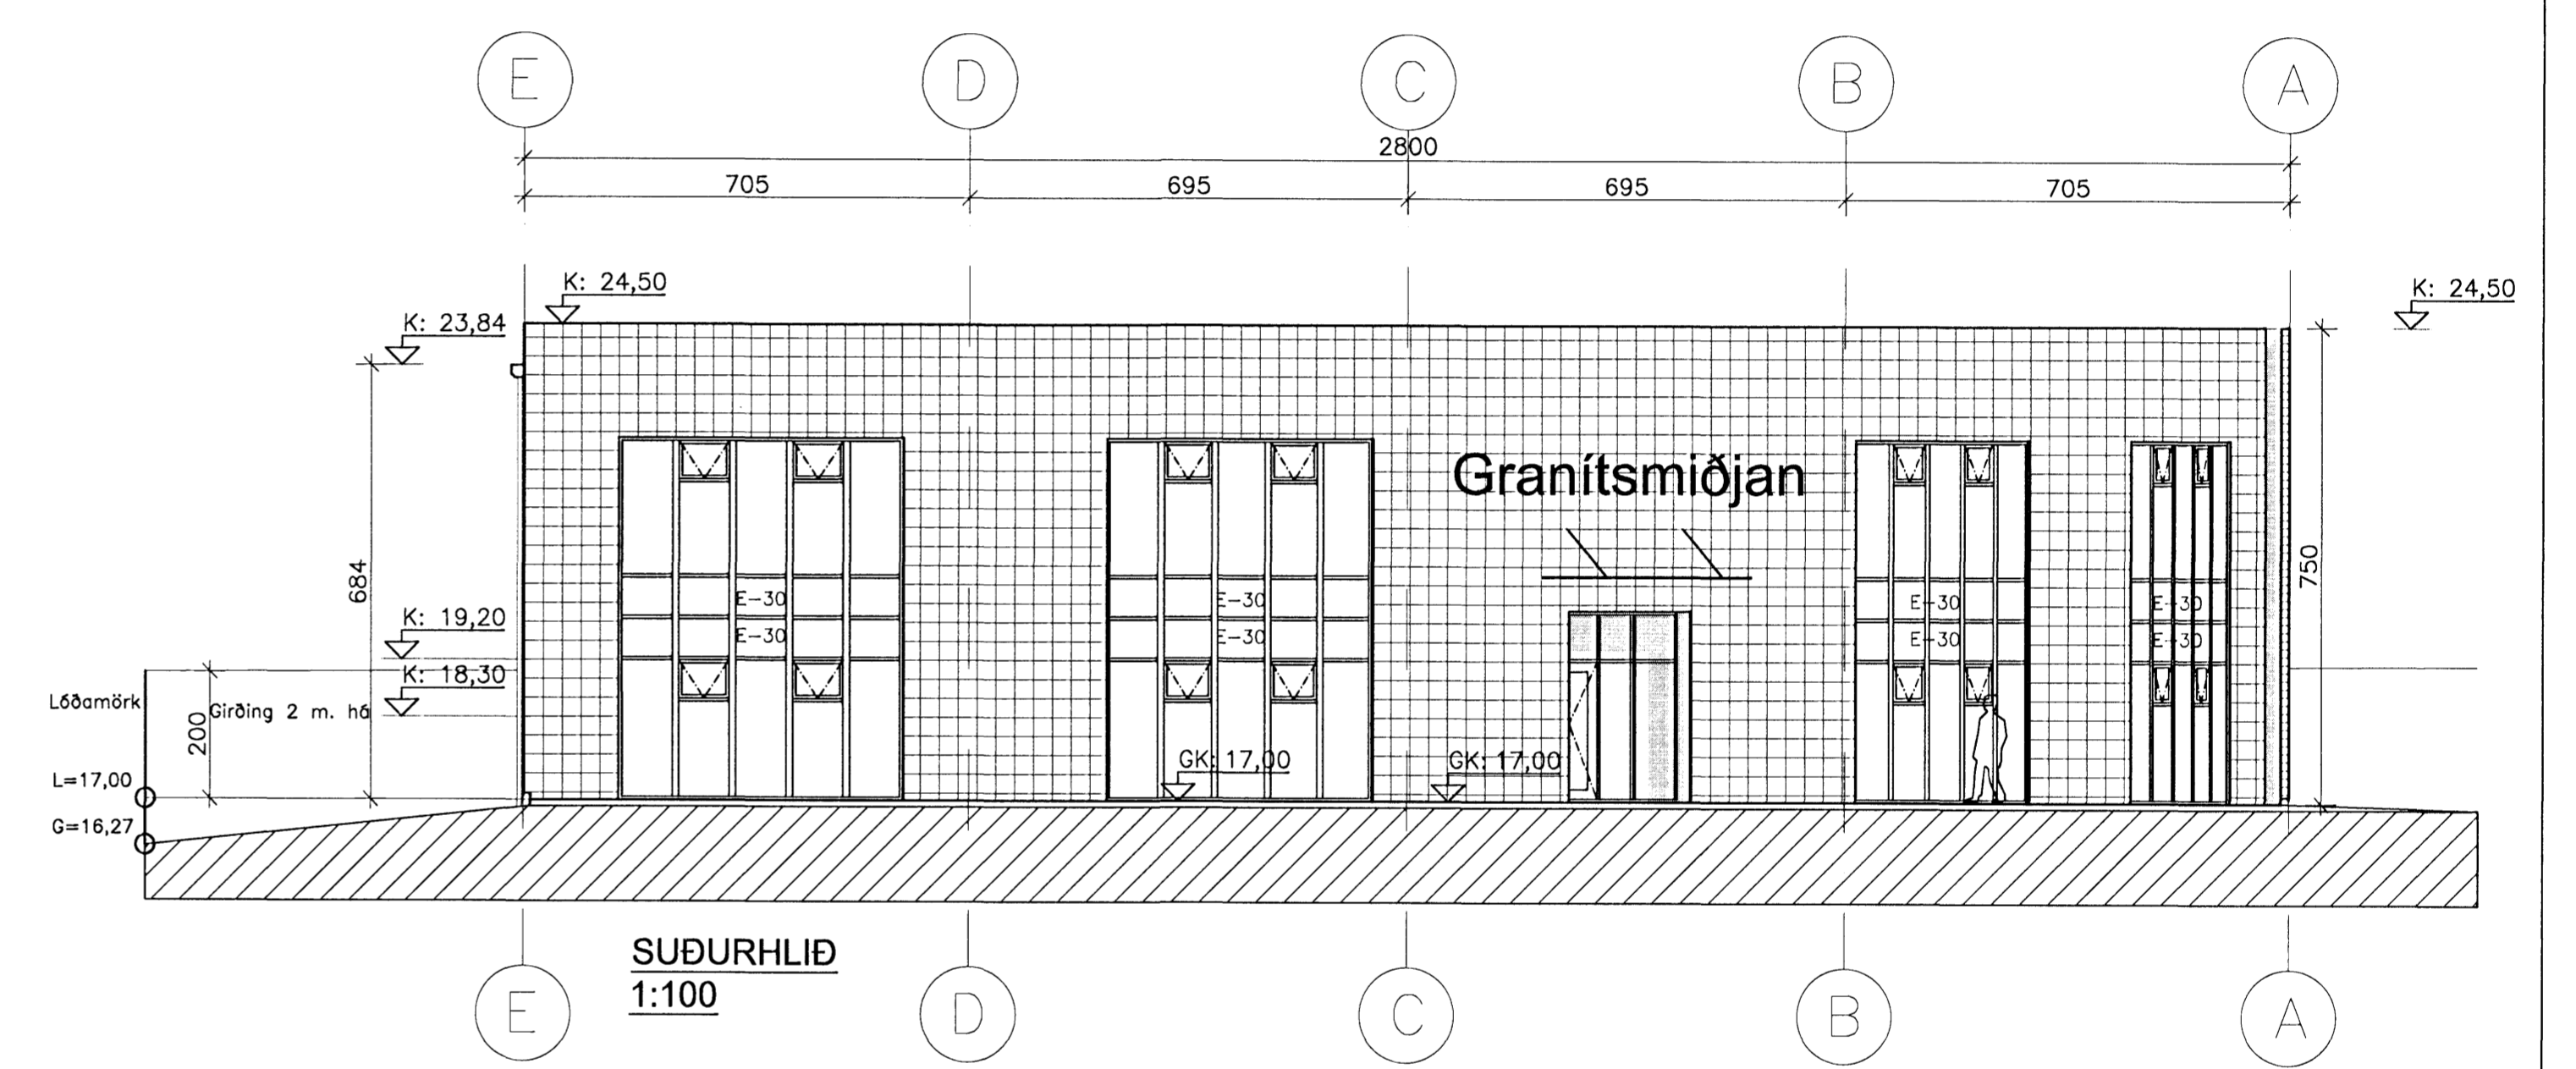 E D C B A
2800
705 695 695 705
K: 24,50
K: 24,50
K: 23,84
Granítsmiðjan
684
750
E-30 E-30 E-30 E-30
K: 19,20
E-30 E-30 E-30 E-30
K: 18,30
Lóðamörk
200
Girðing 2 m. há
GK: 17,00 GK: 17,00
L=17,00
G=16,27
SUÐURHLIÐ
1:100
E D C B A